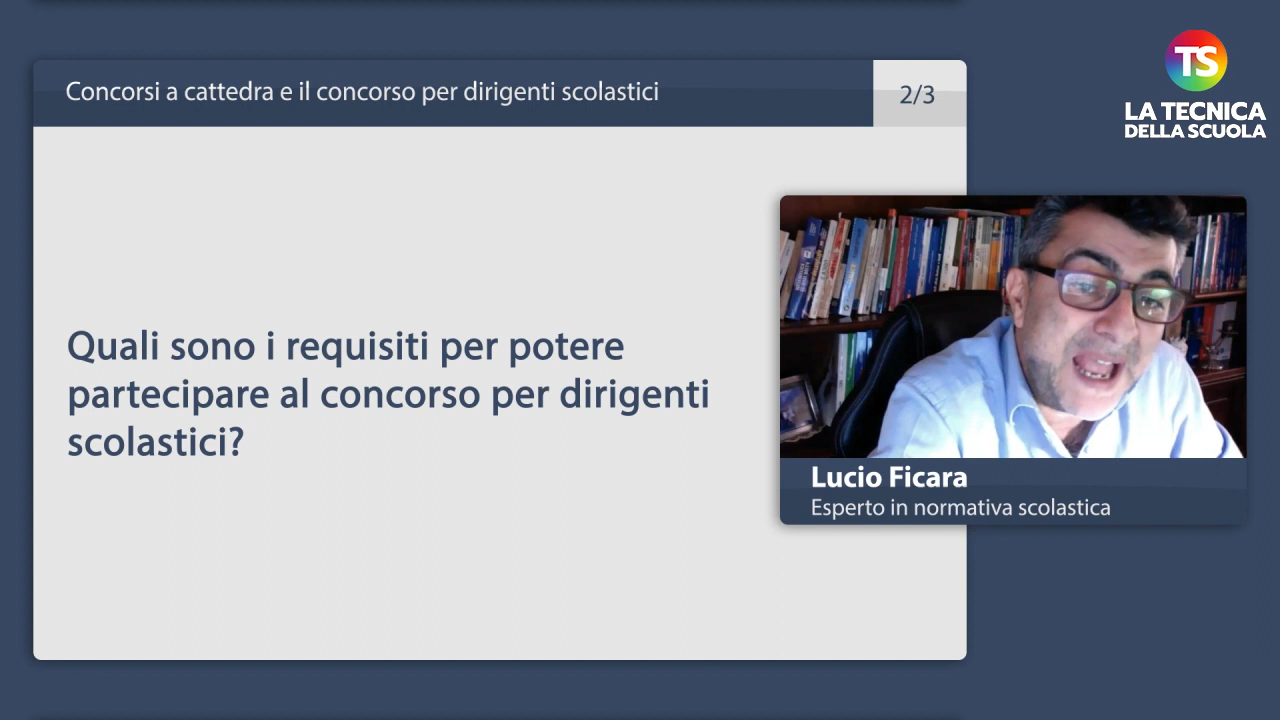 Concorsi a cattedra e il concorso per dirigenti scolastici
2/3
TS
LA TECNICA
DELLA SCUOLA
Quali sono i requisiti per potere
partecipare al concorso per dirigenti
scolastici?
Lucio Ficara
Esperto in normativa scolastica